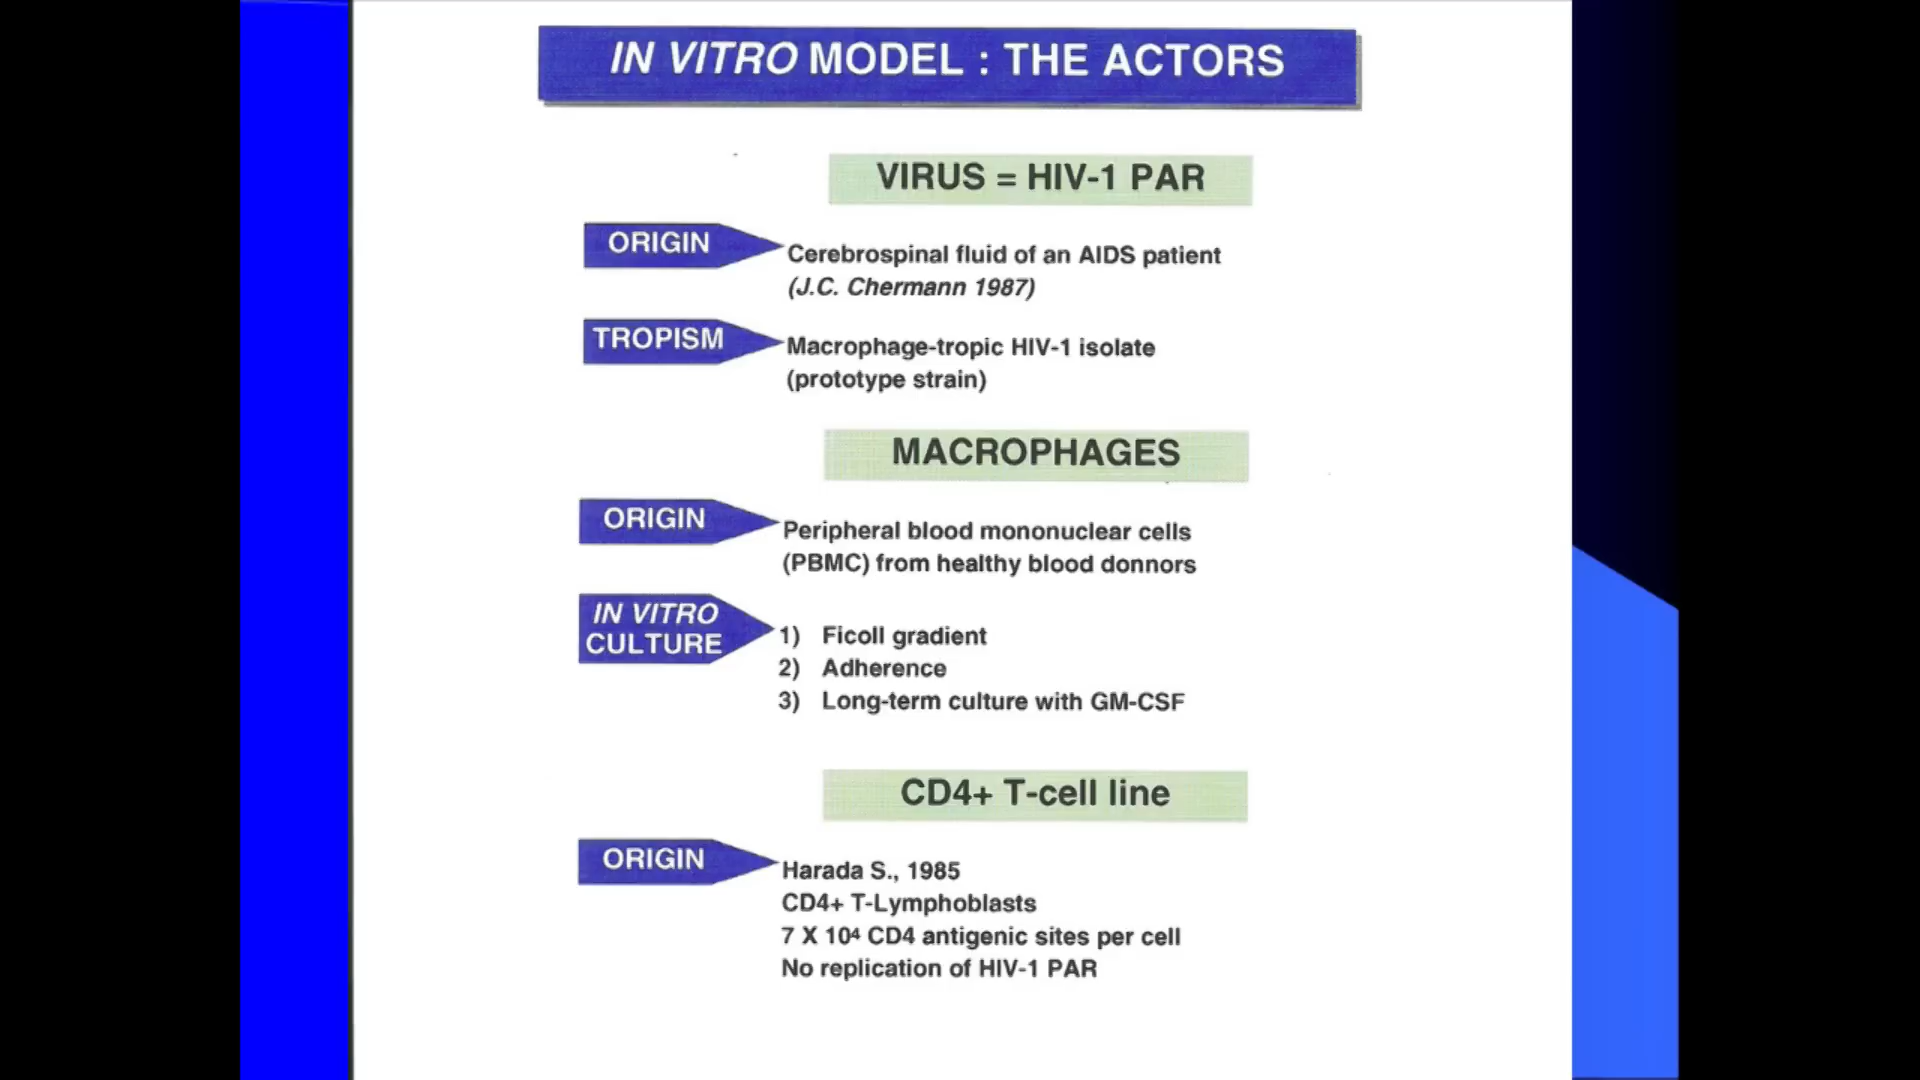 IN VITRO MODEL : THE ACTORS
VIRUS = HIV-1 PAR
ORIGIN
Cerebrospinal fluid of an AIDS patient
(J.C. Chermann 1987)
TROPISM
Macrophage-tropic HIV-1 isolate
(prototype strain)
MACROPHAGES
ORIGIN
Peripheral blood mononuclear cells
(PBMC) from healthy blood donnors
IN VITRO
CULTURE
1) Ficoll gradient
2) Adherence
3) Long-term culture with GM-CSF
CD4+ T-cell line
ORIGIN
Harada S., 1985
CD4+ T-Lymphoblasts
7 X 10⁴ CD4 antigenic sites per cell
No replication of HIV-1 PAR